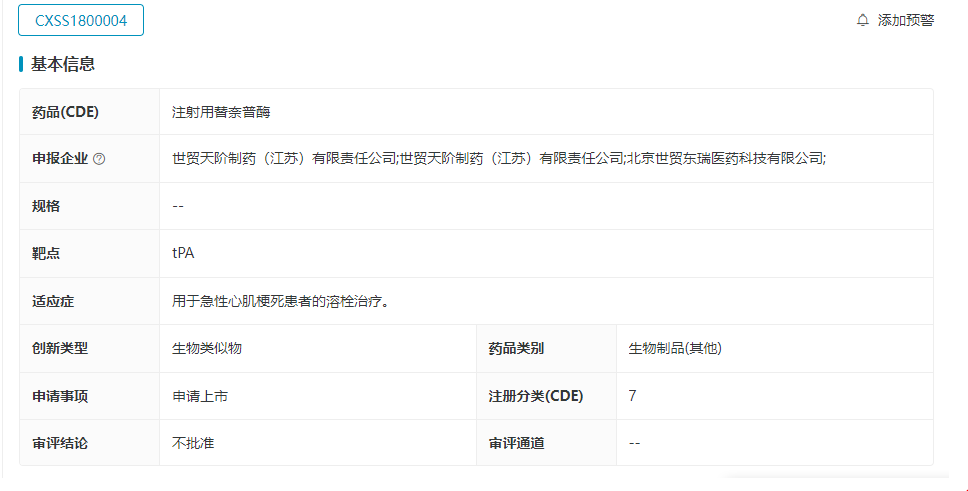 CXSS1800004 添加预警
基本信息
药品(CDE) 注射用替奈普酶
申报企业 世贸天阶制药（江苏）有限责任公司;世贸天阶制药（江苏）有限责任公司;北京世贸东瑞医药科技有限公司;
规格 --
靶点 tPA
适应症 用于急性心肌梗死患者的溶栓治疗。
创新类型 生物类似物 药品类别 生物制品(其他)
申请事项 申请上市 注册分类(CDE) 7
审评结论 不批准 审评通道 --